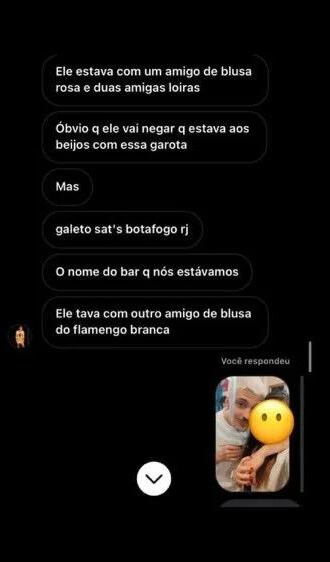 Ele estava com um amigo de blusa
rosa e duas amigas loiras
Óbvio q ele vai negar q estava aos
beijos com essa garota
Mas
galeto sat's botafogo rj
O nome do bar q nós estávamos
Ele tava com outro amigo de blusa
do flamengo branca
Você respondeu